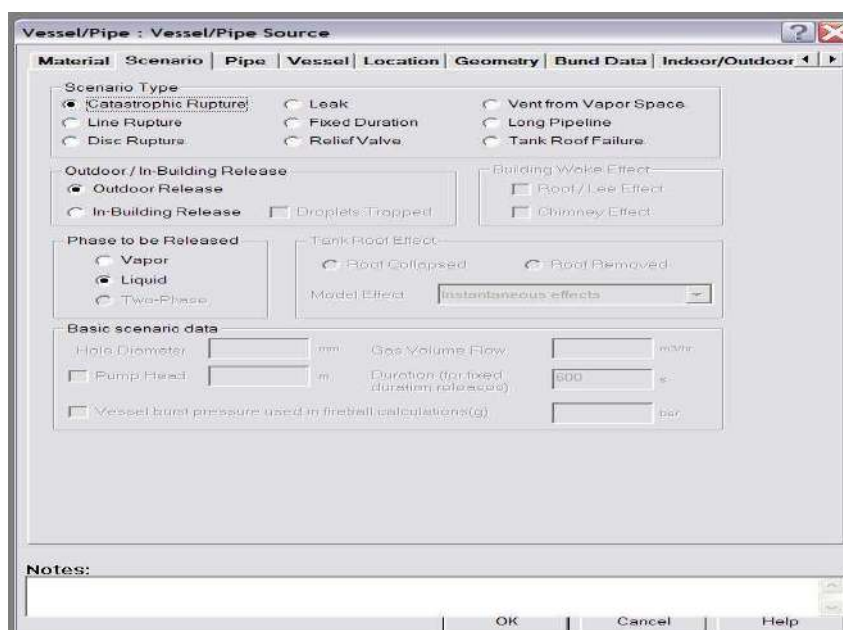 Vessel/Pipe : Vessel/Pipe Source
Material Scenario Pipe Vessel Location Geometry Bund Data Indoor/Outdoor
Scenario Type
Catastrophic Rupture Leak Vent from Vapor Space
Line Rupture Fixed Duration Long Pipeline
Disc Rupture Relief Valve Tank Roof Failure
Outdoor / In-Building Release
Building Wake Effect
Outdoor Release
Roof / Lee Effect
In-Building Release Droplets Trapped
Chimney Effect
Phase to be Released
Tank Roof Effect
Vapor
Roof Collapsed Roof Removed
Liquid
Two-Phase
Model Effect Instantaneous effects
Basic scenario data
Hole Diameter mm Gas Volume Flow m3/hr
Pump Head m Duration (for fixed
duration releases) 600 s
Vessel burst pressure used in fireball calculations(g) bar
Notes:
OK Cancel Help